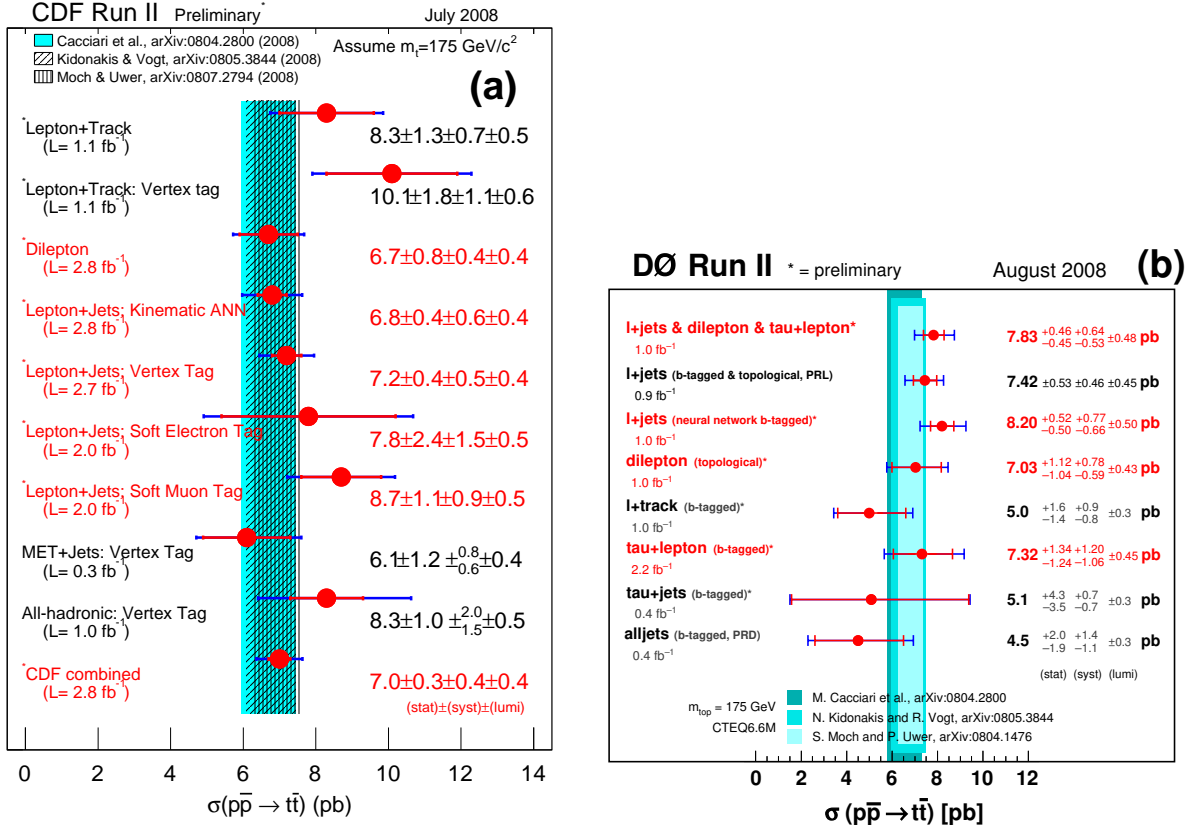 CDF Run II Preliminary* July 2008
Cacciari et al., arXiv:0804.2800 (2008)
Assume mt=175 GeV/c²
Kidonakis & Vogt, arXiv:0805.3844 (2008)
Moch & Uwer, arXiv:0807.2794 (2008)
(a)
*Lepton+Track
(L= 1.1 fb⁻¹)
8.3±1.3±0.7±0.5
*Lepton+Track: Vertex tag
(L= 1.1 fb⁻¹)
10.1±1.8±1.1±0.6
*Dilepton
(L= 2.8 fb⁻¹)
6.7±0.8±0.4±0.4
*Lepton+Jets; Kinematic ANN
(L= 2.8 fb⁻¹)
6.8±0.4±0.6±0.4
*Lepton+Jets; Vertex Tag
(L= 2.7 fb⁻¹)
7.2±0.4±0.5±0.4
*Lepton+Jets; Soft Electron Tag
(L= 2.0 fb⁻¹)
7.8±2.4±1.5±0.5
*Lepton+Jets; Soft Muon Tag
(L= 2.0 fb⁻¹)
8.7±1.1±0.9±0.5
MET+Jets: Vertex Tag
(L= 0.3 fb⁻¹)
6.1±1.2 ±0.8 0.6 ±0.4
All-hadronic: Vertex Tag
(L= 1.0 fb⁻¹)
8.3±1.0 ±2.0 1.5 ±0.5
*CDF combined
(L= 2.8 fb⁻¹)
7.0±0.3±0.4±0.4
(stat)±(syst)±(lumi)
0 2 4 6 8 10 12 14
σ(pp̅ → tt̅) (pb)
DØ Run II * = preliminary August 2008 (b)
l+jets & dilepton & tau+lepton*
1.0 fb⁻¹
7.83 +0.46 −0.45 +0.64 −0.53 ±0.48 pb
l+jets (b-tagged & topological, PRL)
0.9 fb⁻¹
7.42 ±0.53 ±0.46 ±0.45 pb
l+jets (neural network b-tagged)*
1.0 fb⁻¹
8.20 +0.52 −0.50 +0.77 −0.66 ±0.50 pb
dilepton (topological)*
1.0 fb⁻¹
7.03 +1.12 −1.04 +0.78 −0.59 ±0.43 pb
l+track (b-tagged)*
1.0 fb⁻¹
5.0 +1.6 −1.4 +0.9 −0.8 ±0.3 pb
tau+lepton (b-tagged)*
2.2 fb⁻¹
7.32 +1.34 −1.24 +1.20 −1.06 ±0.45 pb
tau+jets (b-tagged)*
0.4 fb⁻¹
5.1 +4.3 −3.5 +0.7 −0.7 ±0.3 pb
alljets (b-tagged, PRD)
0.4 fb⁻¹
4.5 +2.0 −1.9 +1.4 −1.1 ±0.3 pb
(stat) (syst) (lumi)
mtop = 175 GeV
CTEQ6.6M
M. Cacciari et al., arXiv:0804.2800
N. Kidonakis and R. Vogt, arXiv:0805.3844
S. Moch and P. Uwer, arXiv:0804.1476
0 2 4 6 8 10 12
σ (pp̅ → tt̅) [pb]